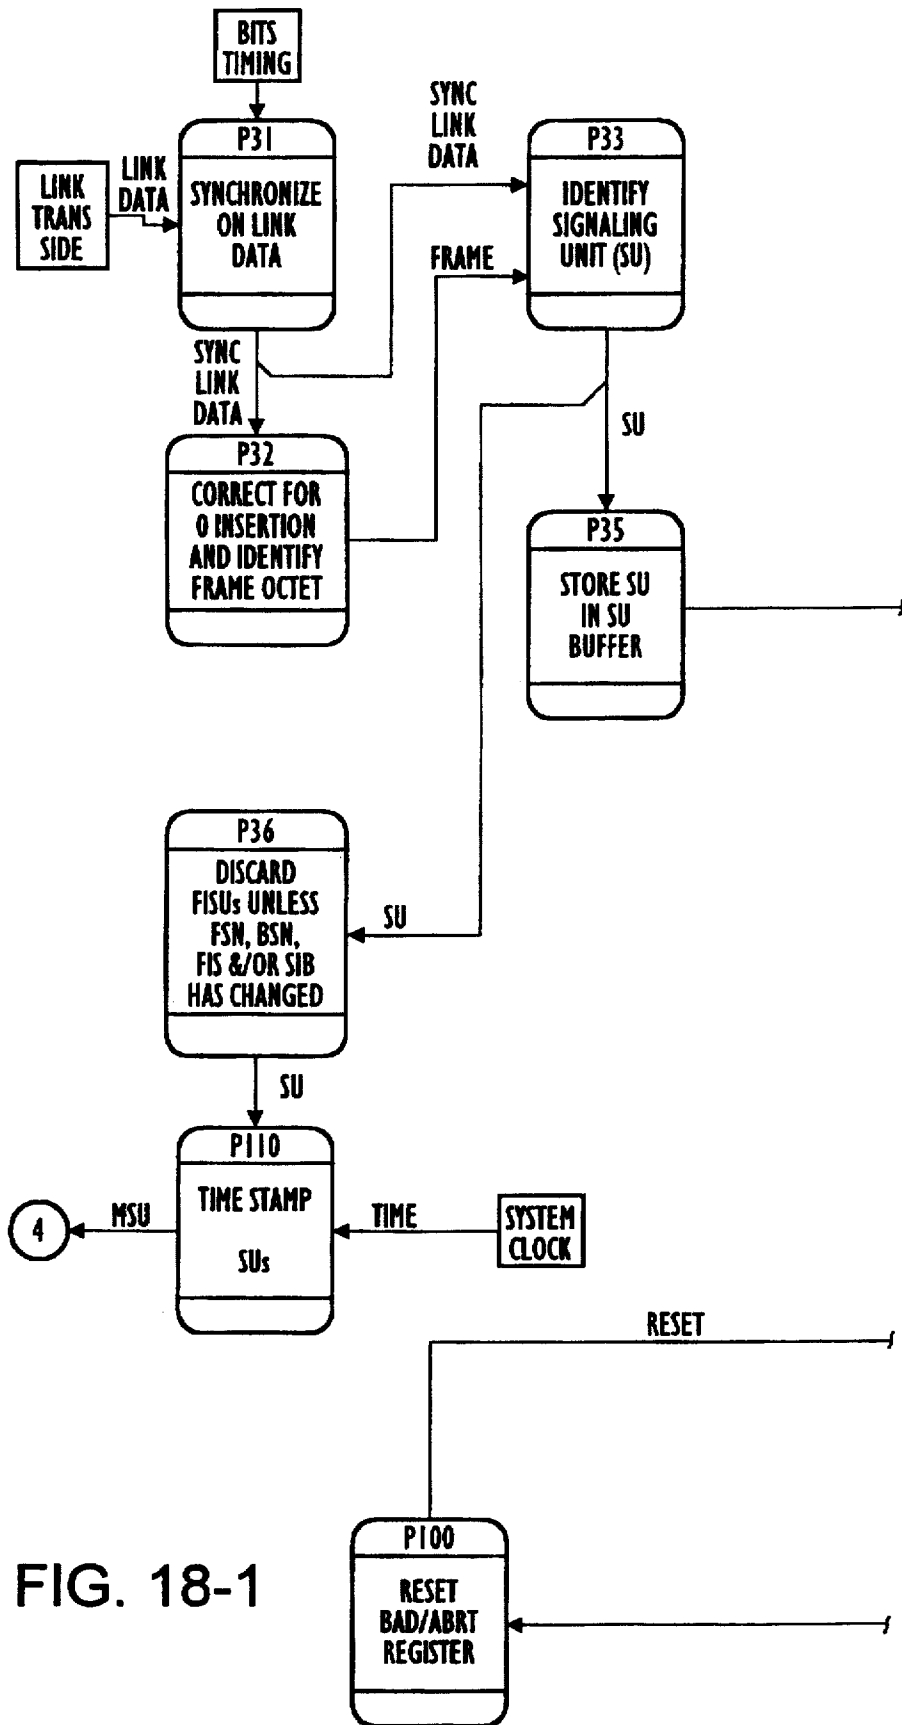 BITS
TIMING
P31
SYNCHRONIZE
ON LINK
DATA
LINK
TRANS
SIDE
LINK
DATA
SYNC
LINK
DATA
P33
IDENTIFY
SIGNALING
UNIT (SU)
FRAME
SYNC
LINK
DATA
P32
CORRECT FOR
0 INSERTION
AND IDENTIFY
FRAME OCTET
SU
P35
STORE SU
IN SU
BUFFER
P36
DISCARD
FISUs UNLESS
FSN, BSN,
FIS &/OR SIB
HAS CHANGED
SU
SU
P110
TIME STAMP
SUs
4
MSU
TIME
SYSTEM
CLOCK
RESET
P100
RESET
BAD/ABRT
REGISTER
FIG. 18-1